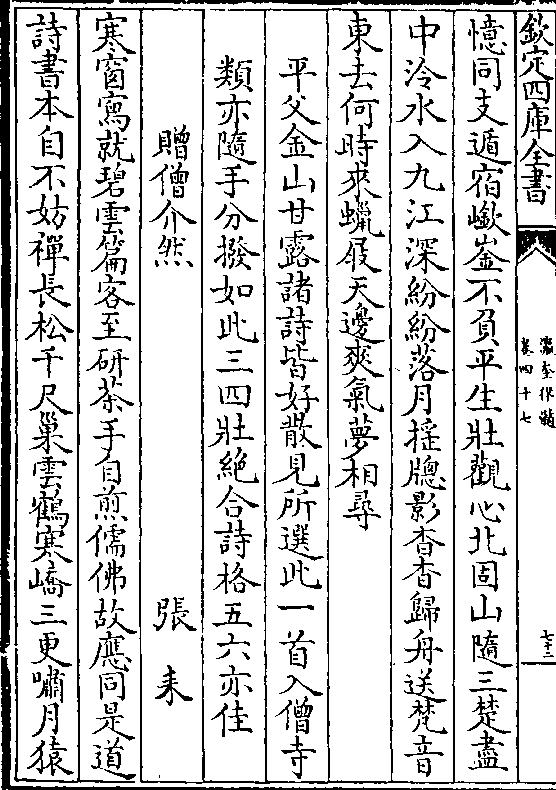 欽定四庫全書
瀛奎律髓
卷四十七
七十二
憶同支遁宿嶔崟不負平生壯觀心北固山隨三楚盡
中泠水入九江深紛紛落月揺牕影杳杳歸舟送梵音
東去何時來蠟屐天邊爽氣夢相尋
平父金山甘露諸詩皆好散見所選此一首入僧寺
類亦隨手分撥如此三四壯絶合詩格五六亦佳
贈僧介然
張耒
寒窗寫就碧雲篇客至研茶手自煎儒佛故應同是道
詩書本自不妨禪長松千尺巢雲鶴寒嶠三更嘯月猿